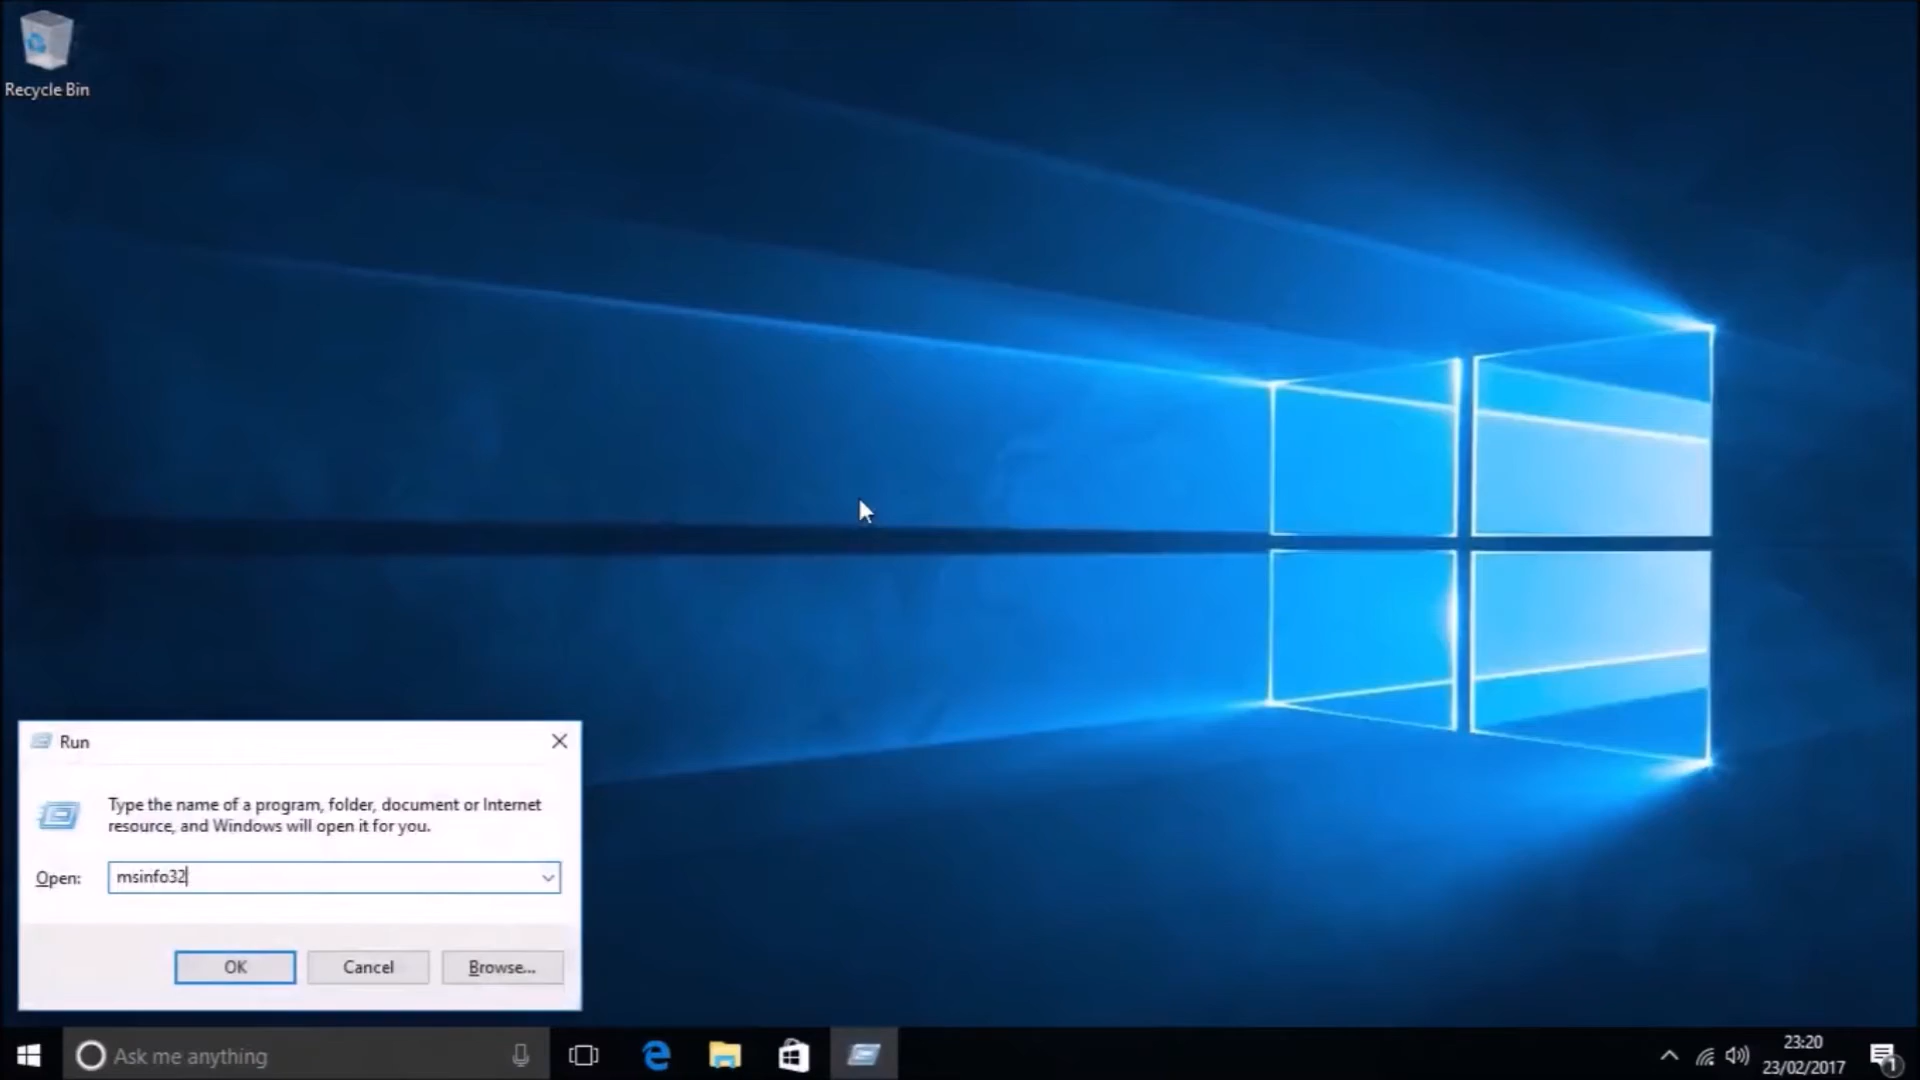 Recycle Bin
Run
Type the name of a program, folder, document or Internet
resource, and Windows will open it for you.
Open:
msinfo32
OK
Cancel
Browse...
Ask me anything
23:20
23/02/2017
1